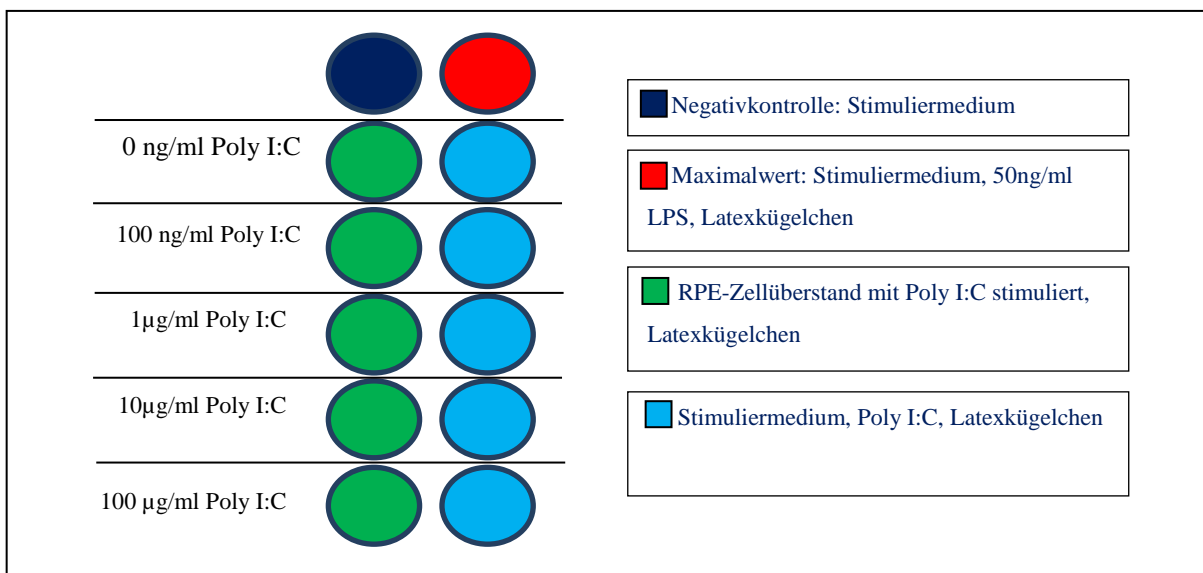 0 ng/ml Poly I:C
100 ng/ml Poly I:C
1µg/ml Poly I:C
10µg/ml Poly I:C
100 µg/ml Poly I:C
Negativkontrolle: Stimuliermedium
Maximalwert: Stimuliermedium, 50ng/ml
LPS, Latexkügelchen
RPE-Zellüberstand mit Poly I:C stimuliert,
Latexkügelchen
Stimuliermedium, Poly I:C, Latexkügelchen